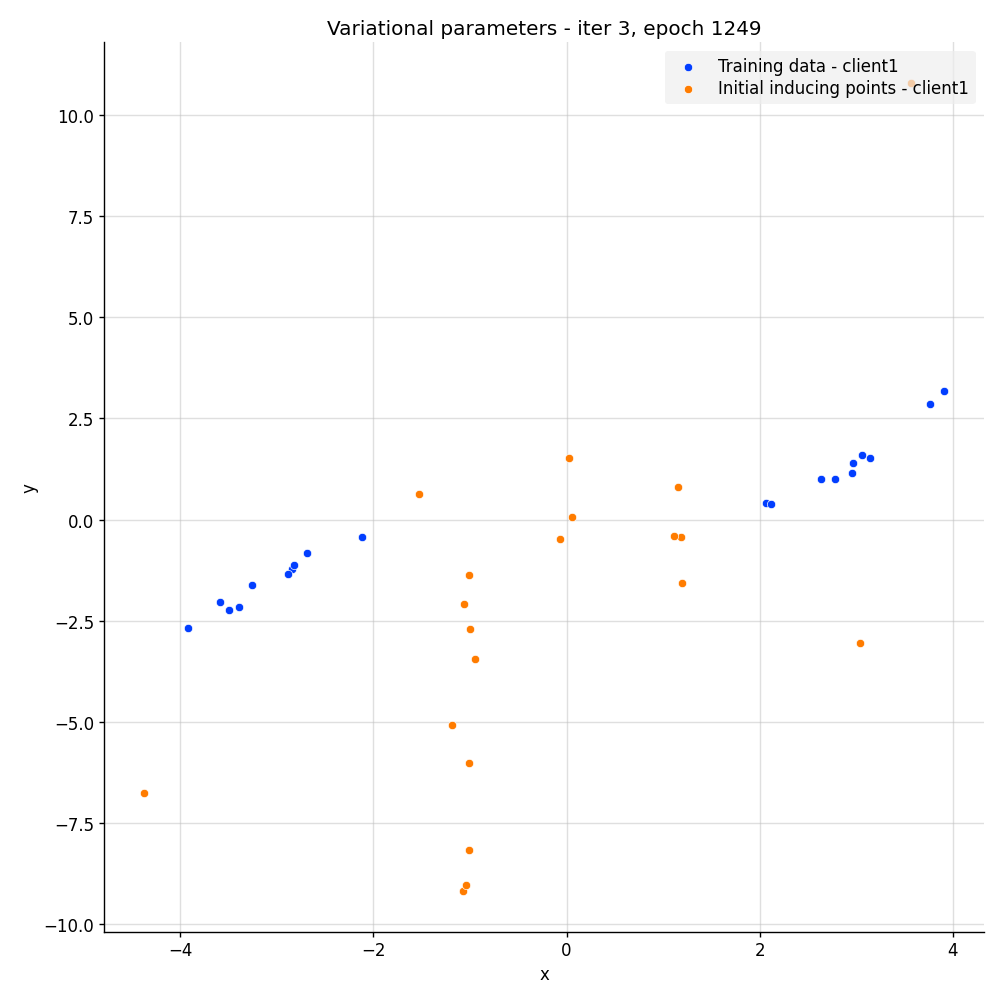 Variational parameters - iter 3, epoch 1249
Training data - client1
Initial inducing points - client1
10.0
7.5
5.0
2.5
0.0
−2.5
−5.0
−7.5
−10.0
y
−4
−2
0
2
4
x